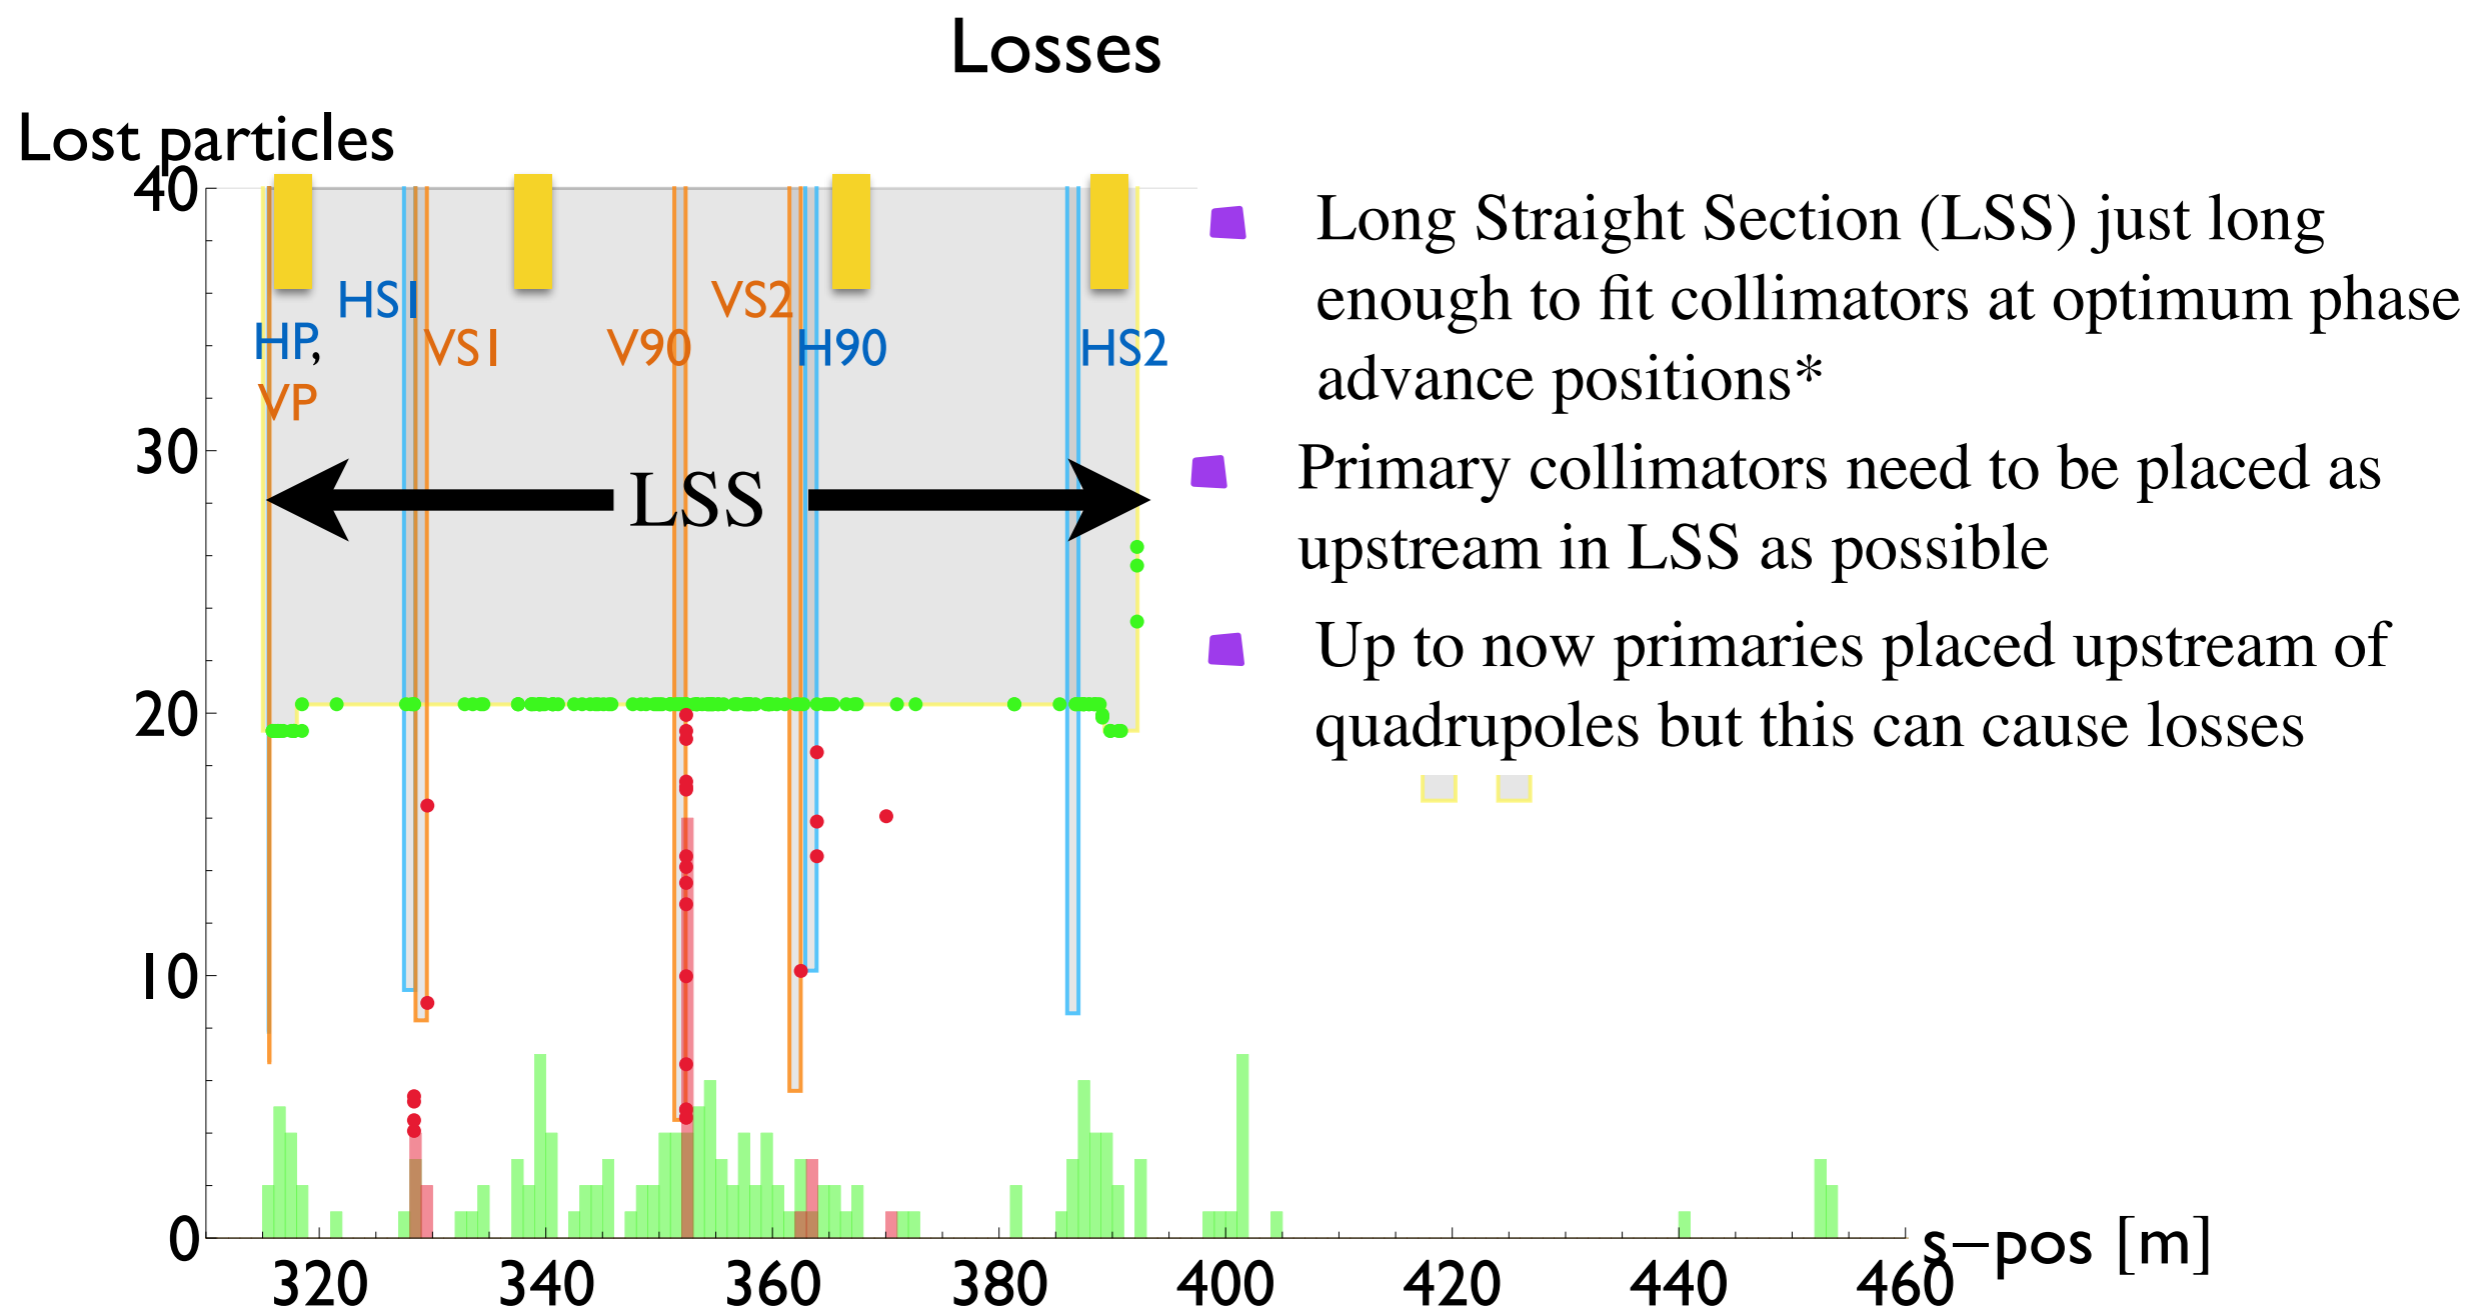 Losses
Lost particles
40
30
20
10
0
HP,
VP
HS1
VS1
V90
VS2
H90
HS2
LSS
Long Straight Section (LSS) just long
enough to fit collimators at optimum phase
advance positions*
Primary collimators need to be placed as
upstream in LSS as possible
Up to now primaries placed upstream of
quadrupoles but this can cause losses
320 340 360 380 400 420 440 460
s-pos [m]